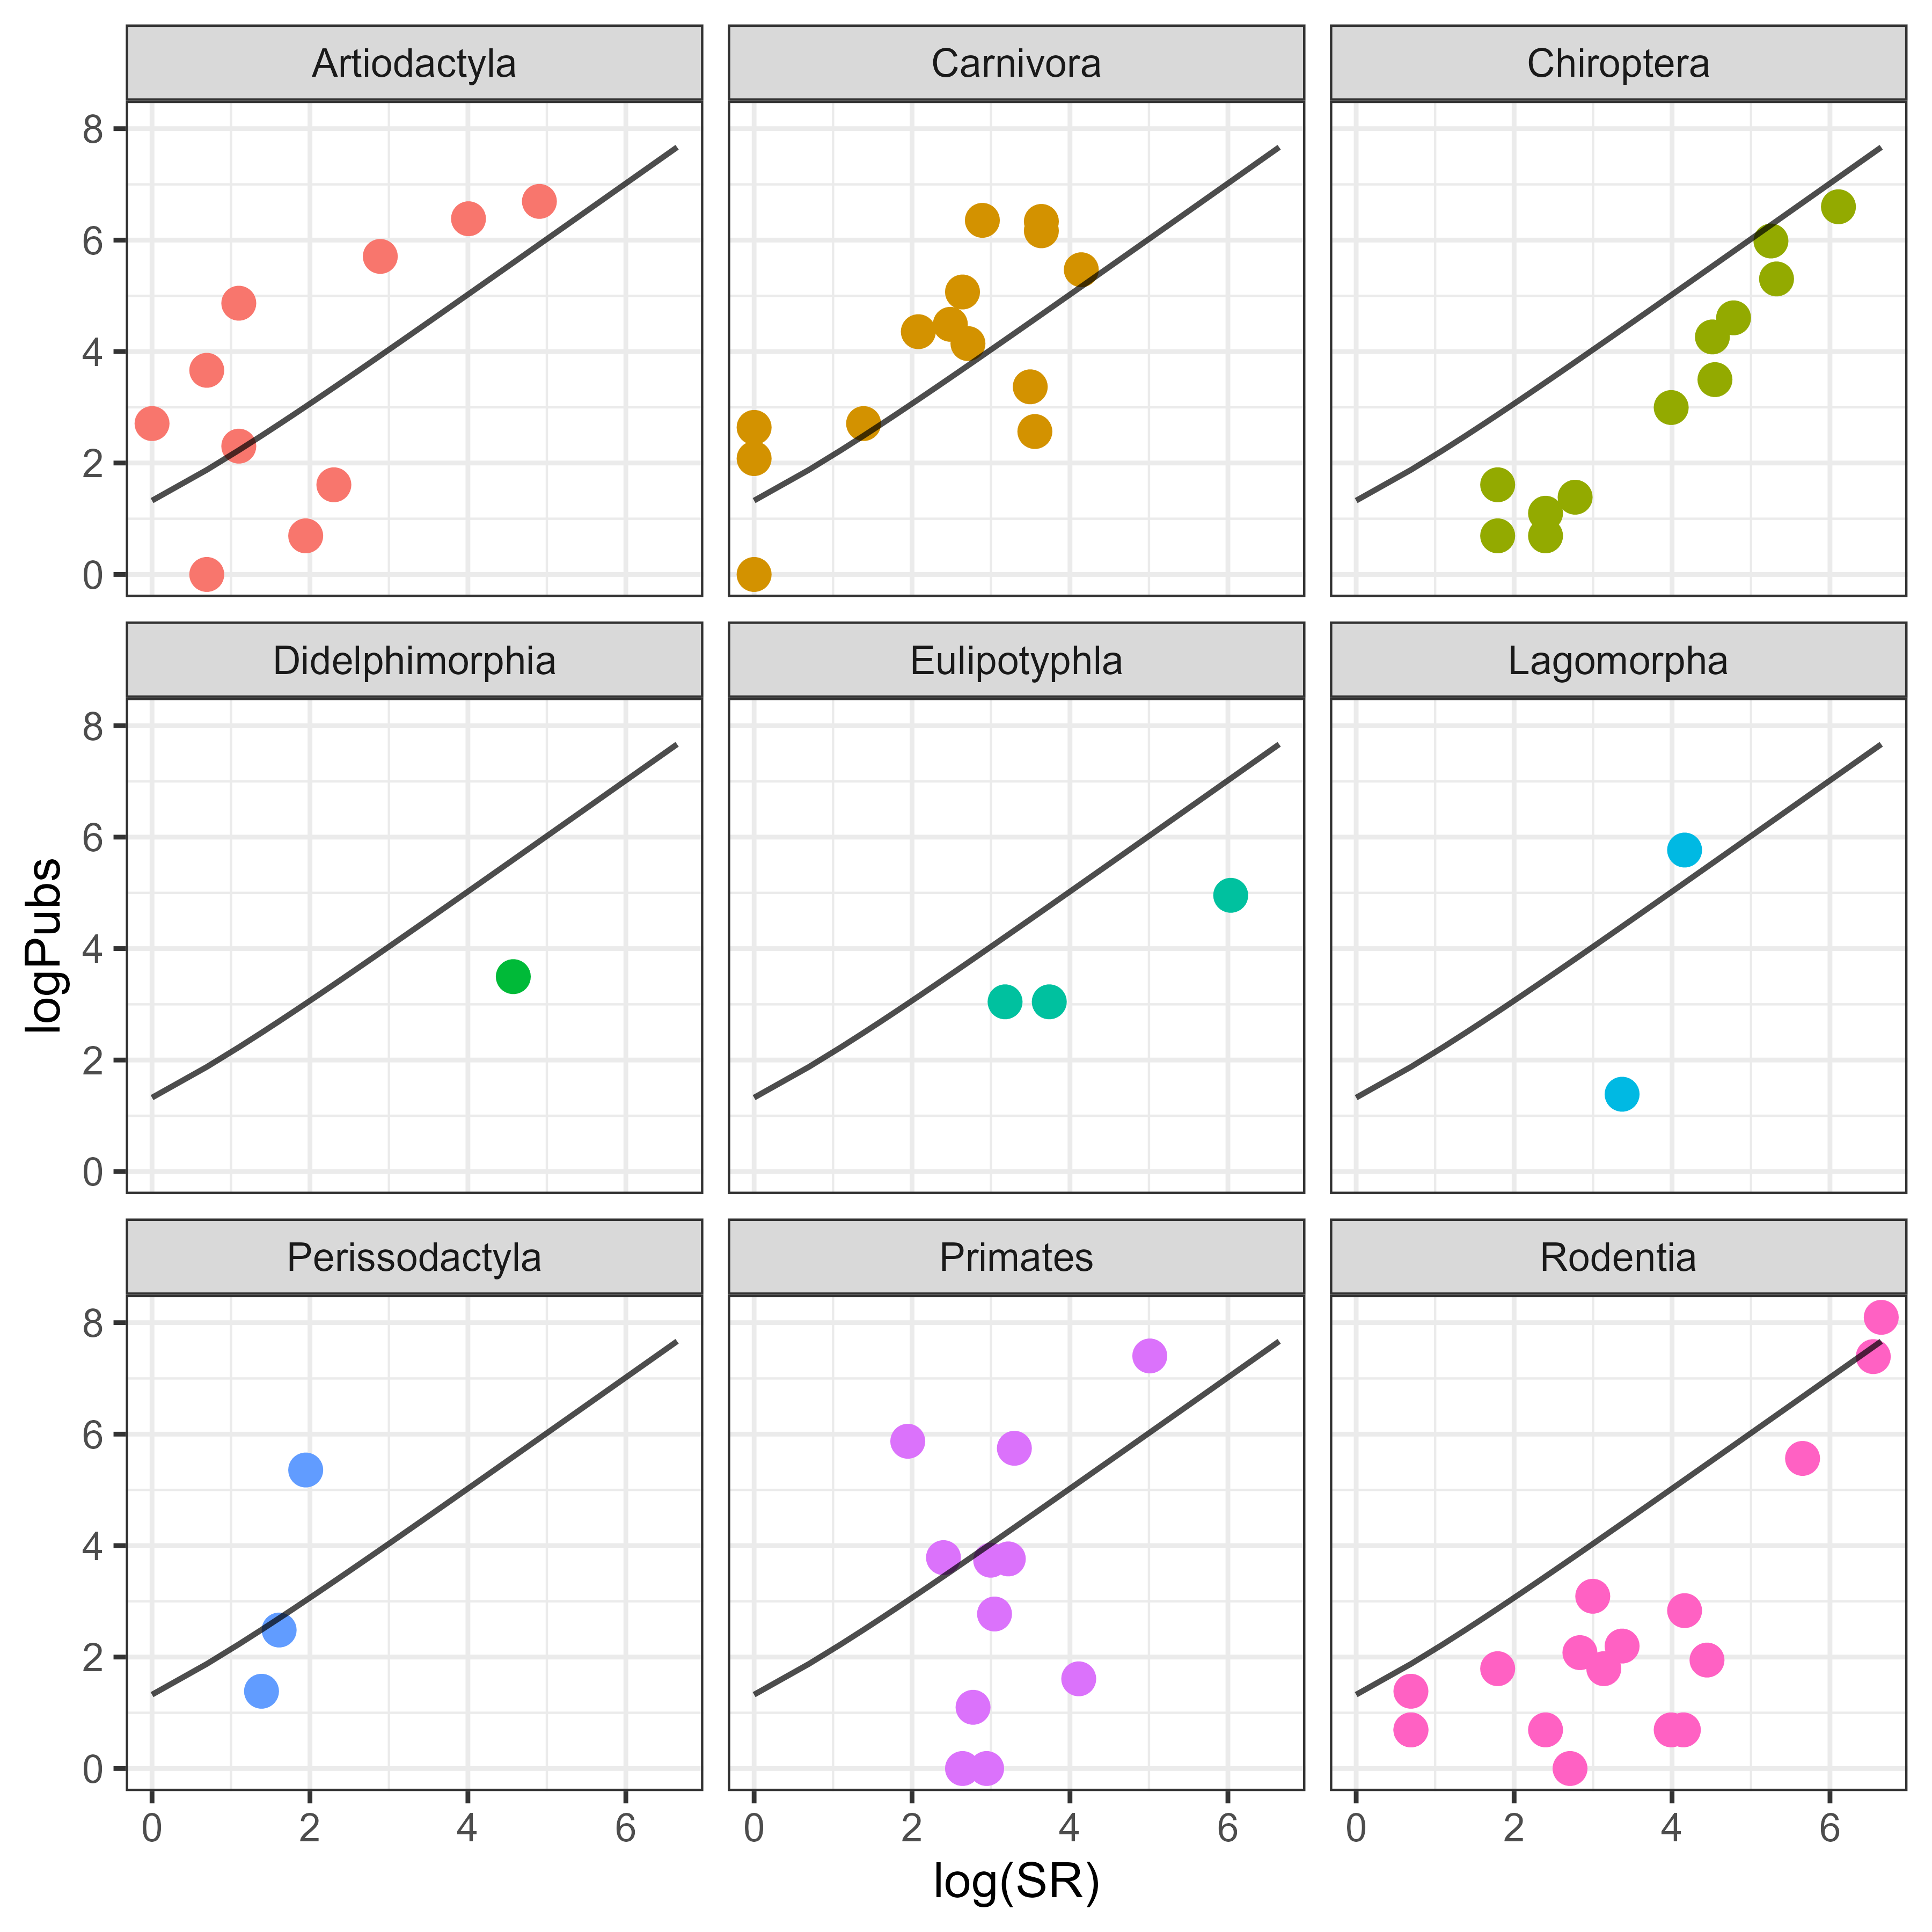 Artiodactyla Carnivora Chiroptera
8
6
4
2
0
Didelphimorphia Eulipotyphla Lagomorpha
8
6
4
2
0
Perissodactyla Primates Rodentia
8
6
4
2
0
0 2 4 6 0 2 4 6 0 2 4 6
log(SR)
logPubs